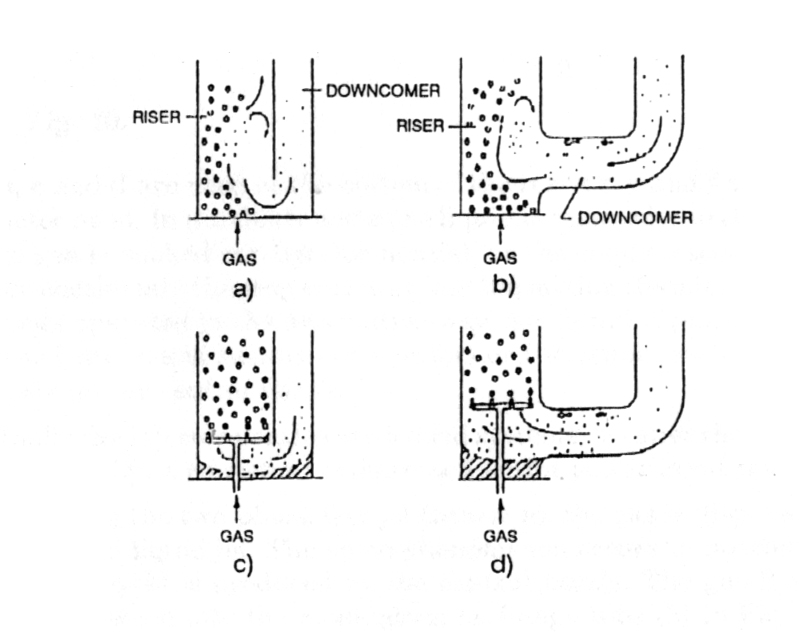 DOWNCOMER
RISER
GAS
a)
RISER
DOWNCOMER
GAS
b)
GAS
c)
GAS
d)